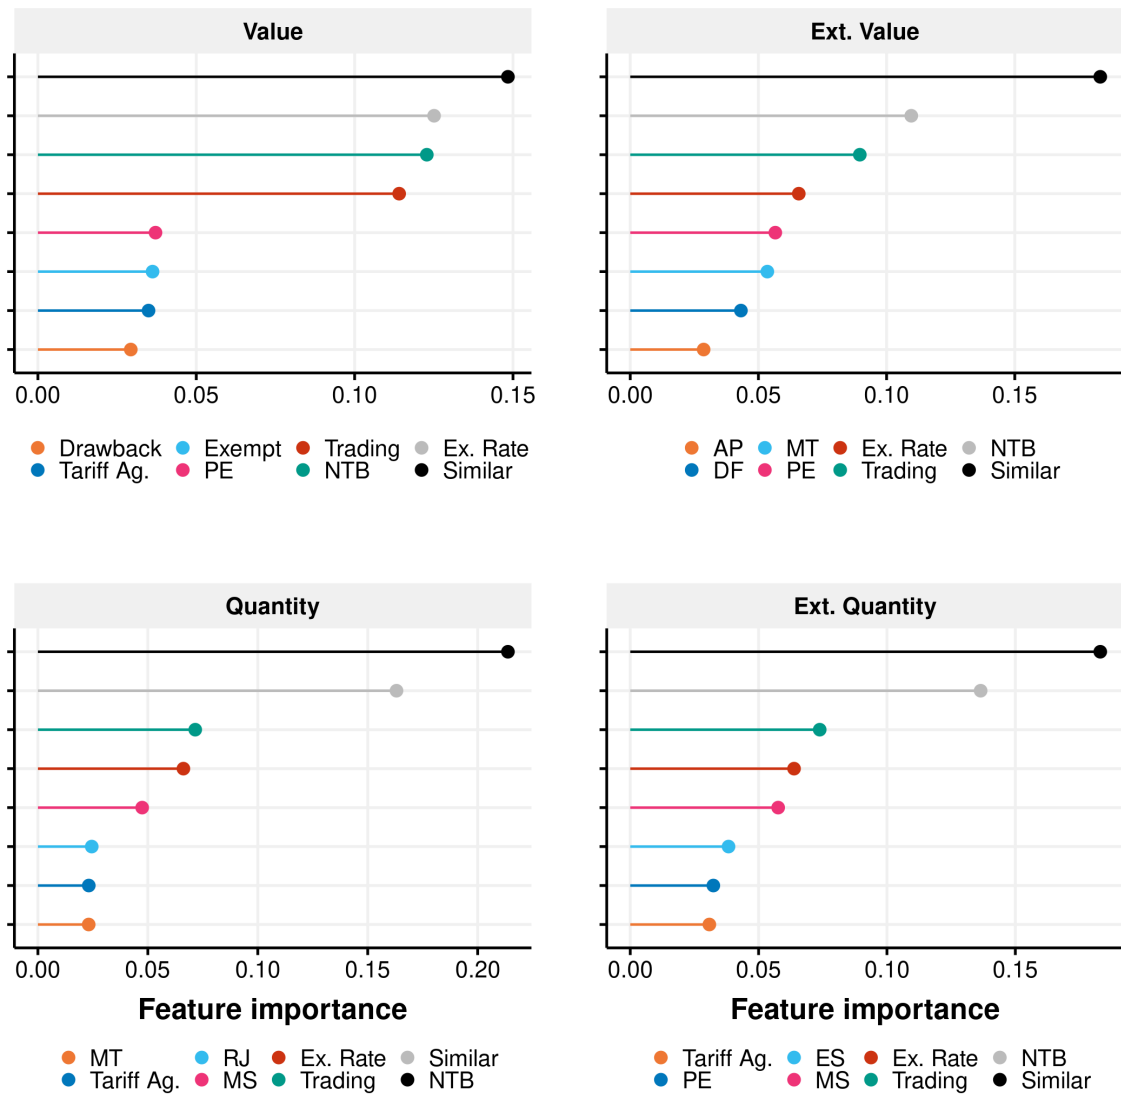 Value
Ext. Value
0.00 0.05 0.10 0.15
0.00 0.05 0.10 0.15
Drawback Exempt Trading Ex. Rate
Tariff Ag. PE NTB Similar
AP MT Ex. Rate NTB
DF PE Trading Similar
Quantity
Ext. Quantity
0.00 0.05 0.10 0.15 0.20
0.00 0.05 0.10 0.15
Feature importance
Feature importance
MT RJ Ex. Rate Similar
Tariff Ag. MS Trading NTB
Tariff Ag. ES Ex. Rate NTB
PE MS Trading Similar